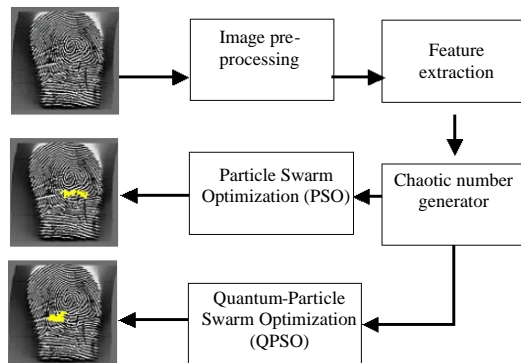 Image pre-
processing
Feature
extraction
Particle Swarm
Optimization (PSO)
Chaotic number
generator
Quantum-Particle
Swarm Optimization
(QPSO)